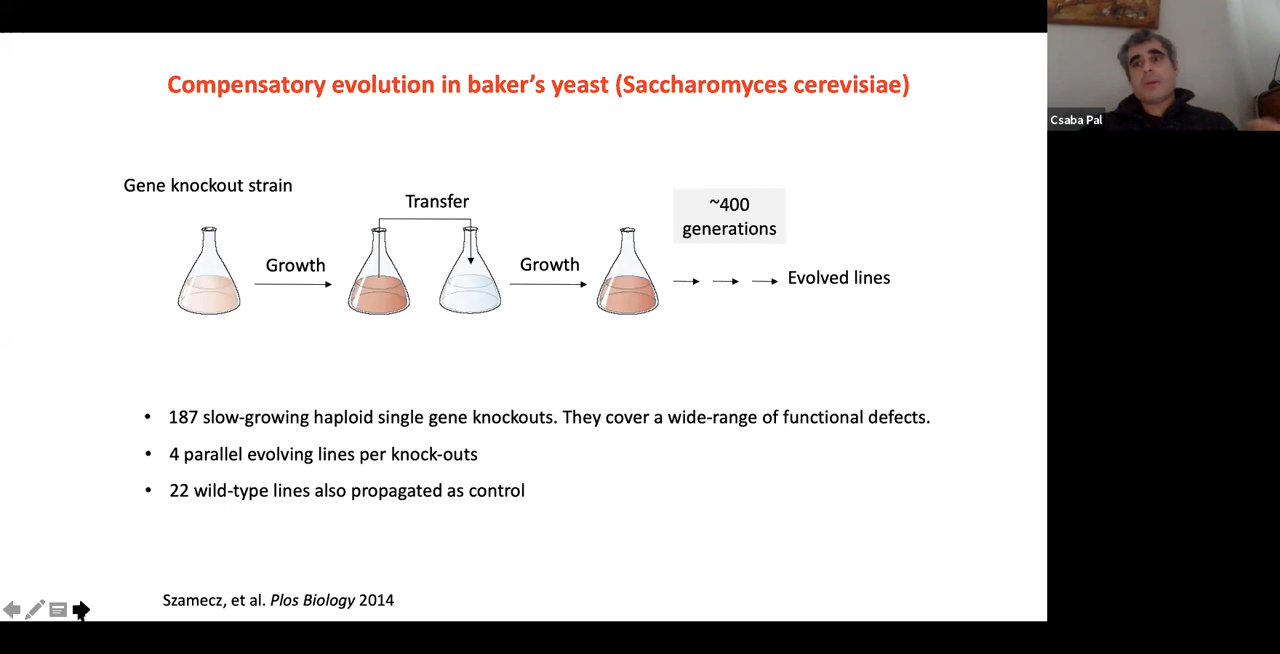 Compensatory evolution in baker's yeast (Saccharomyces cerevisiae)
Csaba Pal
Gene knockout strain
Transfer
~400
generations
Growth
Growth
Evolved lines
• 187 slow-growing haploid single gene knockouts. They cover a wide-range of functional defects.
• 4 parallel evolving lines per knock-outs
• 22 wild-type lines also propagated as control
Szamecz, et al. Plos Biology 2014